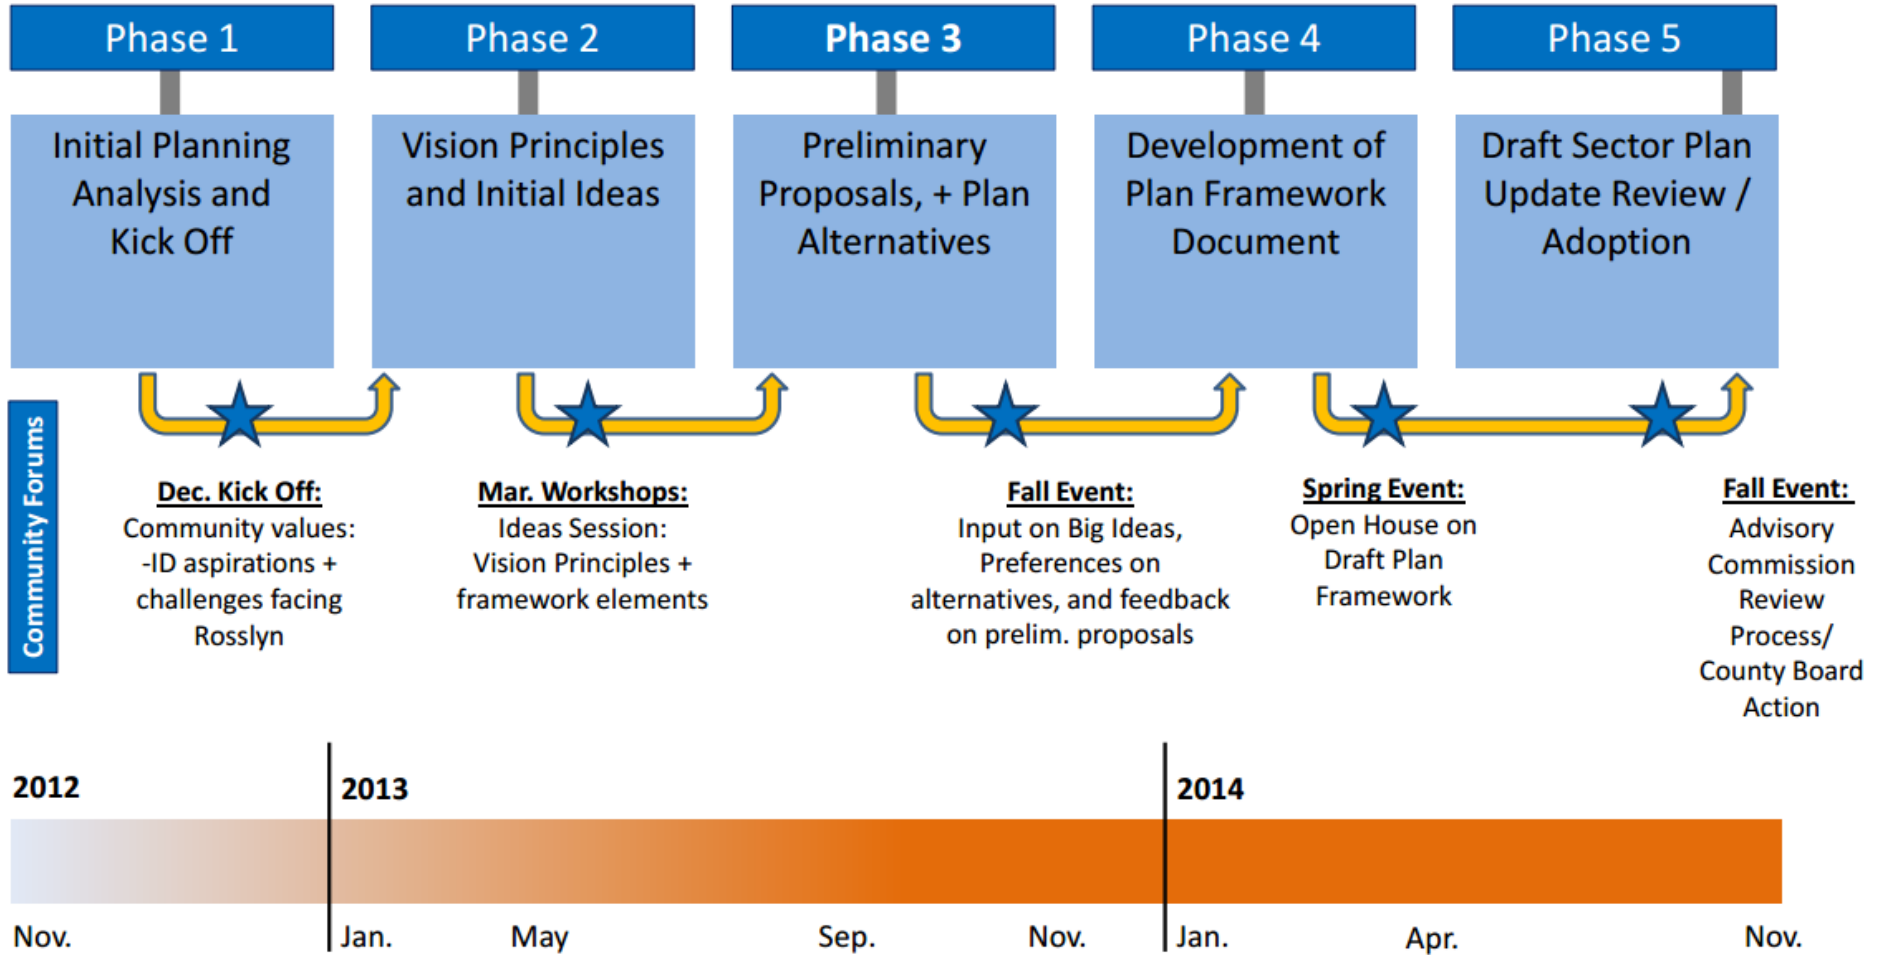 Phase 1
Phase 2
Phase 3
Phase 4
Phase 5
Initial Planning
Analysis and
Kick Off
Vision Principles
and Initial Ideas
Preliminary
Proposals, + Plan
Alternatives
Development of
Plan Framework
Document
Draft Sector Plan
Update Review /
Adoption
Community Forums
Dec. Kick Off:
Community values:
-ID aspirations +
challenges facing
Rosslyn
Mar. Workshops:
Ideas Session:
Vision Principles +
framework elements
Fall Event:
Input on Big Ideas,
Preferences on
alternatives, and feedback
on prelim. proposals
Spring Event:
Open House on
Draft Plan
Framework
Fall Event:
Advisory
Commission
Review
Process/
County Board
Action
2012
2013
2014
Nov.
Jan.
May
Sep.
Nov.
Jan.
Apr.
Nov.